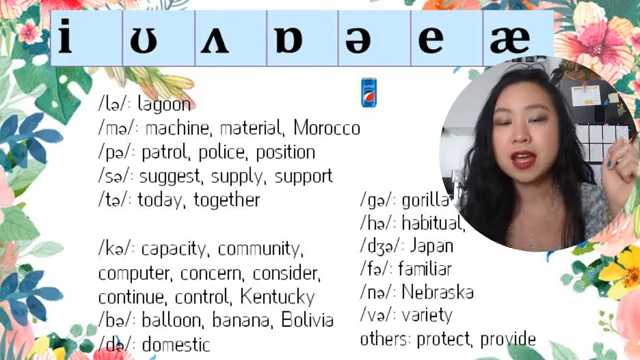 i ʊ ʌ ɒ ə e æ
/lə/: lagoon
/mə/: machine, material, Morocco
/pə/: patrol, police, position
/sə/: suggest, supply, support
/tə/: today, together
/kə/: capacity, community,
computer, concern, consider,
continue, control, Kentucky
/bə/: balloon, banana, Bolivia
/də/: domestic
/gə/: gorilla
/hə/: habitual,
/dʒə/: Japan
/fə/: familiar
/nə/: Nebraska
/və/: variety
others: protect, provide